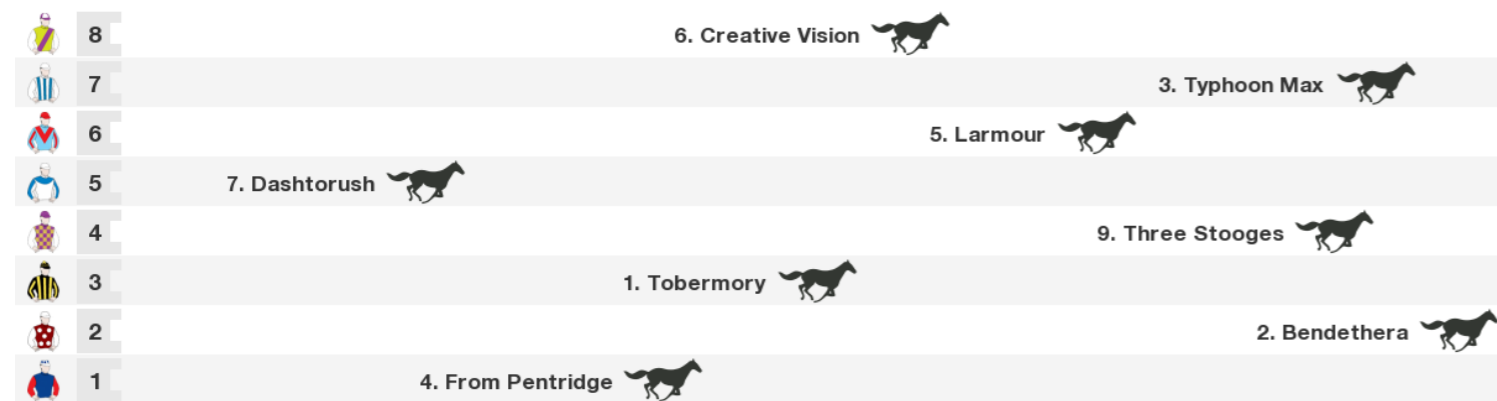 8 6. Creative Vision
7 3. Typhoon Max
6 5. Larmour
5 7. Dashtorush
4 9. Three Stooges
3 1. Tobermory
2 2. Bendethera
1 4. From Pentridge